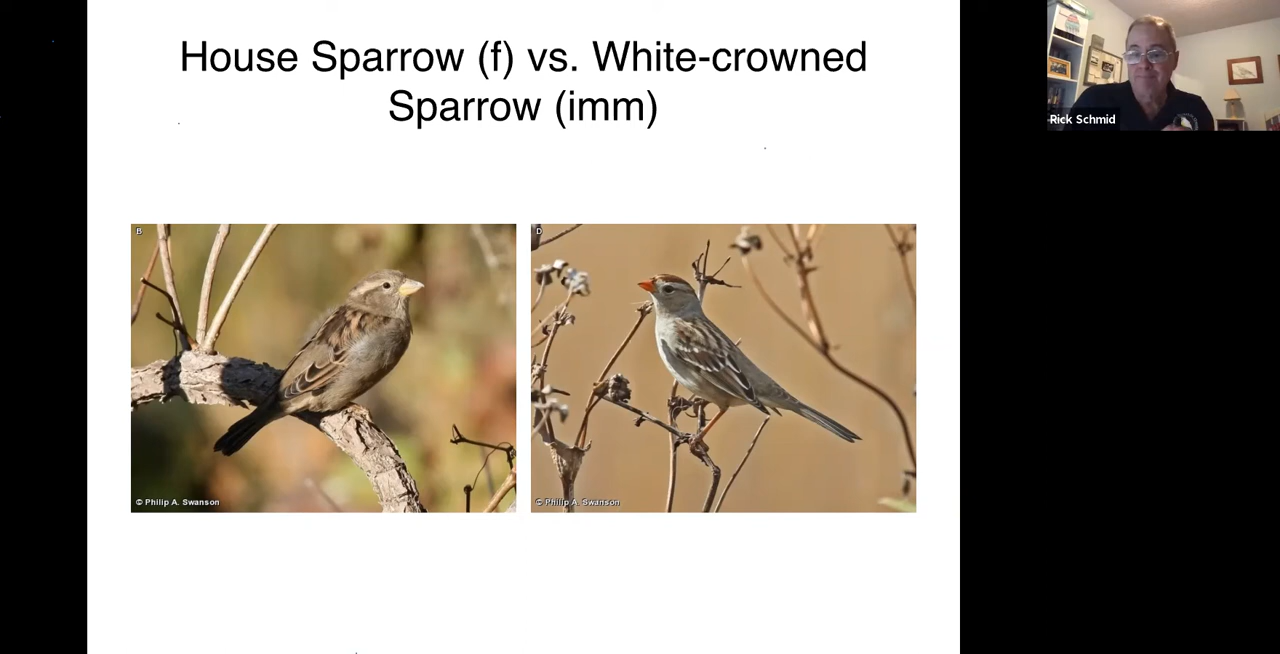 House Sparrow (f) vs. White-crowned
Sparrow (imm)
Rick Schmid
B
D
© Philip A. Swanson
© Philip A. Swanson